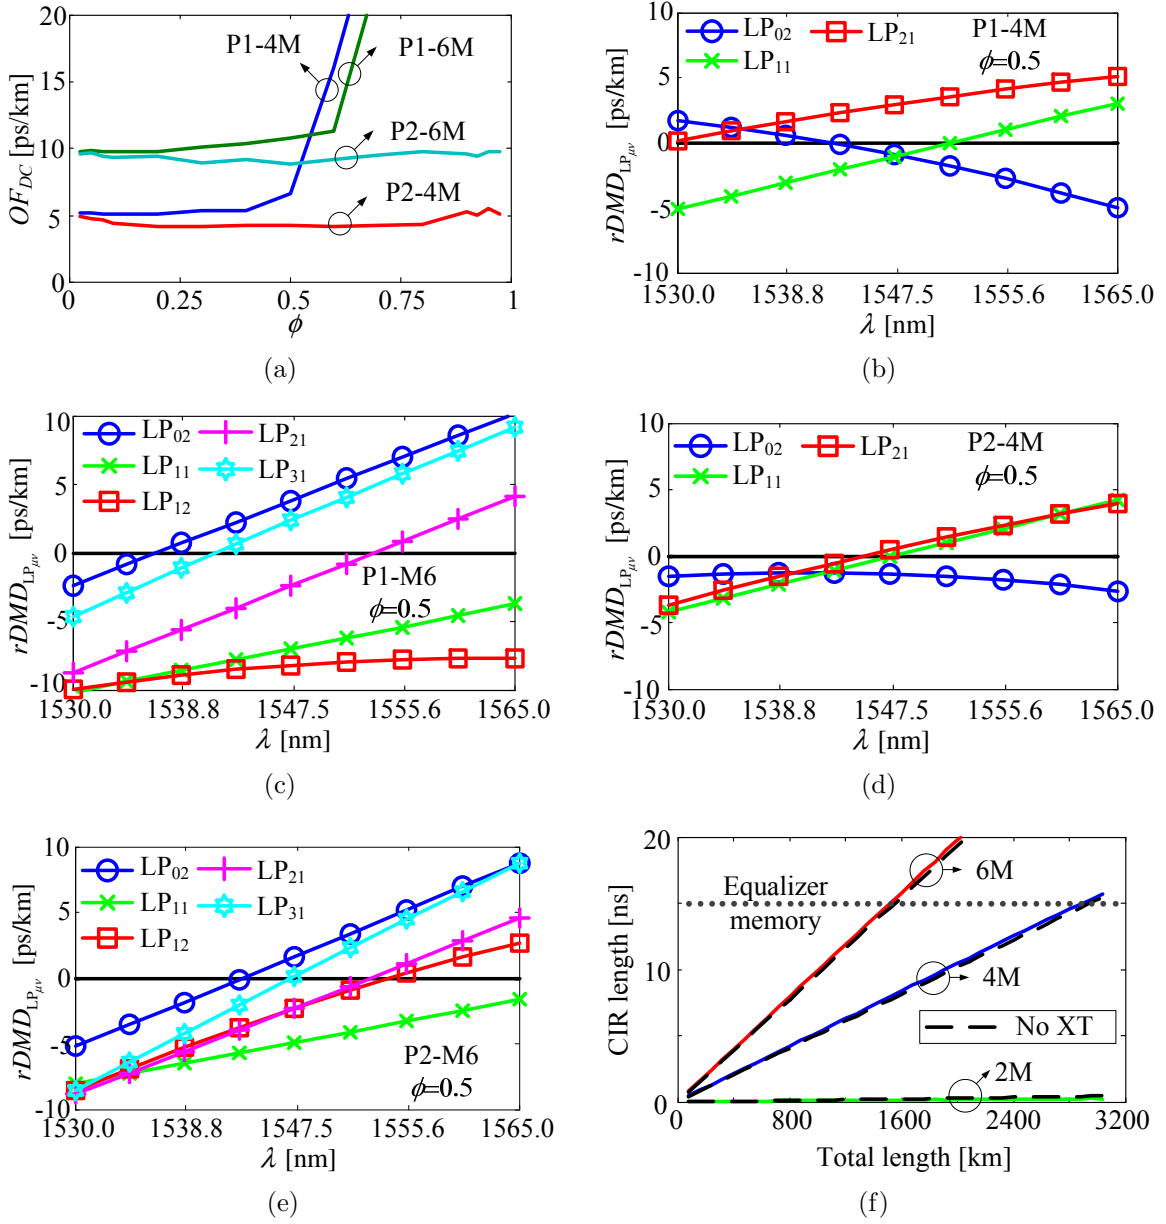 20
15
10
5
0
OF_DC [ps/km]
P1-4M
P1-6M
P2-6M
P2-4M
0
0.25
0.5
0.75
1
ϕ
(a)
10
5
0
-5
-10
rDMD_LPμν [ps/km]
LP02
LP21
LP11
P1-4M
ϕ=0.5
1530.0
1538.8
1547.5
1555.6
1565.0
λ [nm]
(b)
10
5
0
-5
-10
rDMD_LPμν [ps/km]
LP02
LP21
LP11
LP31
LP12
P1-M6
ϕ=0.5
1530.0
1538.8
1547.5
1555.6
1565.0
λ [nm]
(c)
10
5
0
-5
-10
rDMD_LPμν [ps/km]
LP02
LP21
LP11
P2-4M
ϕ=0.5
1530.0
1538.8
1547.5
1555.6
1565.0
λ [nm]
(d)
10
5
0
-5
-10
rDMD_LPμν [ps/km]
LP02
LP21
LP11
LP31
LP12
P2-M6
ϕ=0.5
1530.0
1538.8
1547.5
1555.6
1565.0
λ [nm]
(e)
20
10
0
CIR length [ns]
Equalizer
memory
6M
4M
No XT
2M
0
800
1600
2400
3200
Total length [km]
(f)